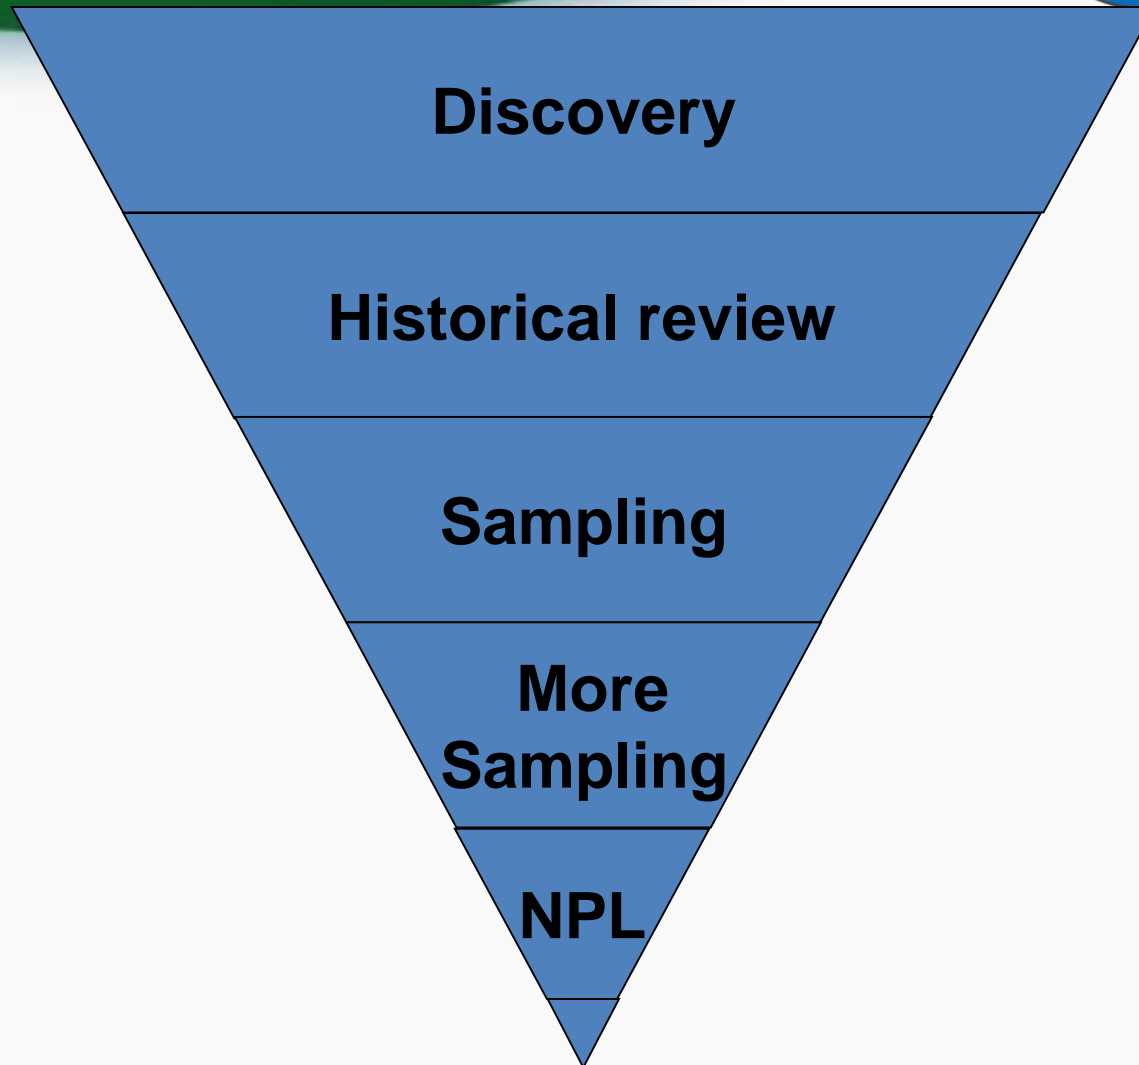 Discovery
Historical review
Sampling
More
Sampling
NPL